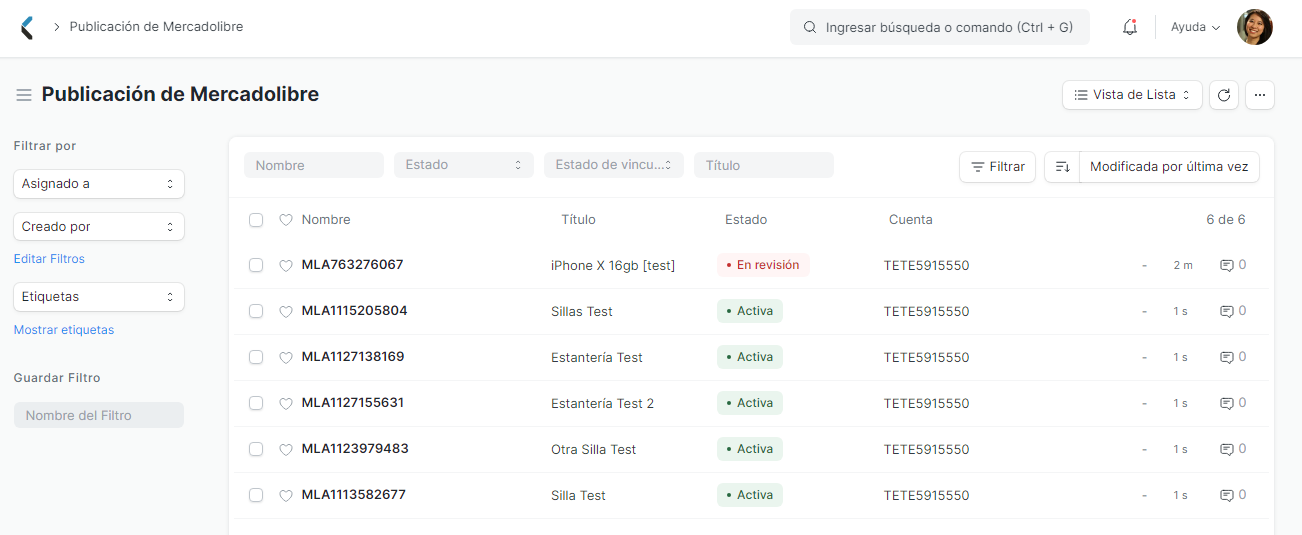 Publicación de Mercadolibre
Ingresar búsqueda o comando (Ctrl + G)
Ayuda
Publicación de Mercadolibre
Vista de Lista
Filtrar por
Asignado a
Creado por
Editar Filtros
Etiquetas
Mostrar etiquetas
Guardar Filtro
Nombre del Filtro
Nombre Estado Estado de vincu... Título Filtrar Modificada por última vez
Nombre Título Estado Cuenta 6 de 6
MLA763276067 iPhone X 16gb [test] En revisión TETE5915550 - 2 m 0
MLA1115205804 Sillas Test Activa TETE5915550 - 1 s 0
MLA1127138169 Estantería Test Activa TETE5915550 - 1 s 0
MLA1127155631 Estantería Test 2 Activa TETE5915550 - 1 s 0
MLA1123979483 Otra Silla Test Activa TETE5915550 - 1 s 0
MLA1113582677 Silla Test Activa TETE5915550 - 1 s 0